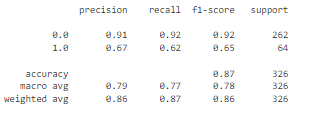 precision recall f1-score support
0.0 0.91 0.92 0.92 262
1.0 0.67 0.62 0.65 64
accuracy 0.87 326
macro avg 0.79 0.77 0.78 326
weighted avg 0.86 0.87 0.86 326